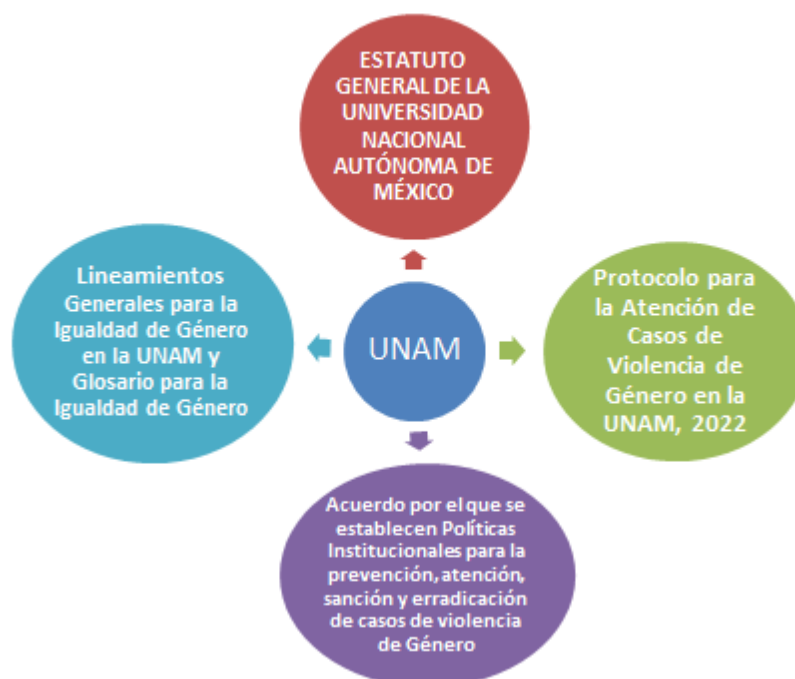 ESTATUTO
GENERAL DE LA
UNIVERSIDAD
NACIONAL
AUTÓNOMA DE
MÉXICO
Lineamientos
Generales para la
Igualdad de Género
en la UNAM y
Glosario para la
Igualdad de Género
UNAM
Protocolo para
la Atención de
Casos de
Violencia de
Género en la
UNAM, 2022
Acuerdo por el que se
establecen Políticas
Institucionales para la
prevención, atención,
sanción y erradicación
de casos de violencia
de Género